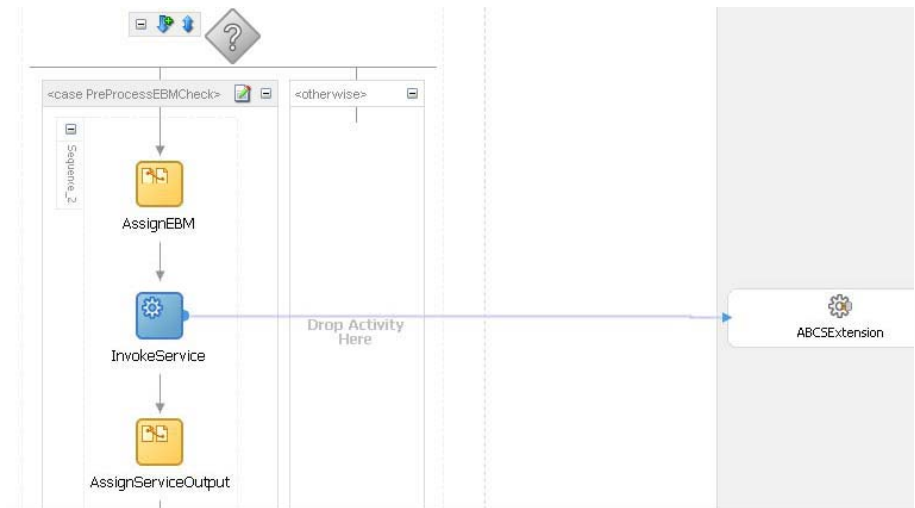 <case PreProcessEBMCheck>
<otherwise>
Sequence_2
AssignEBM
InvokeService
Drop Activity
Here
ABCSExtension
AssignServiceOutput